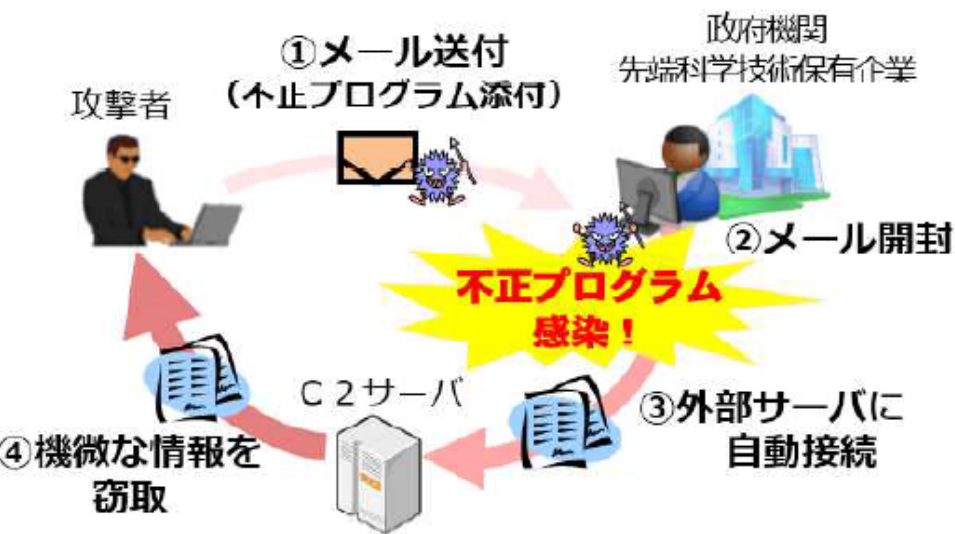 ①メール送付
(不正プログラム添付)
政府機関
先端科学技術保有企業
攻撃者
②メール開封
不正プログラム
感染！
C2サーバ
③外部サーバに
自動接続
④機微な情報を
窃取